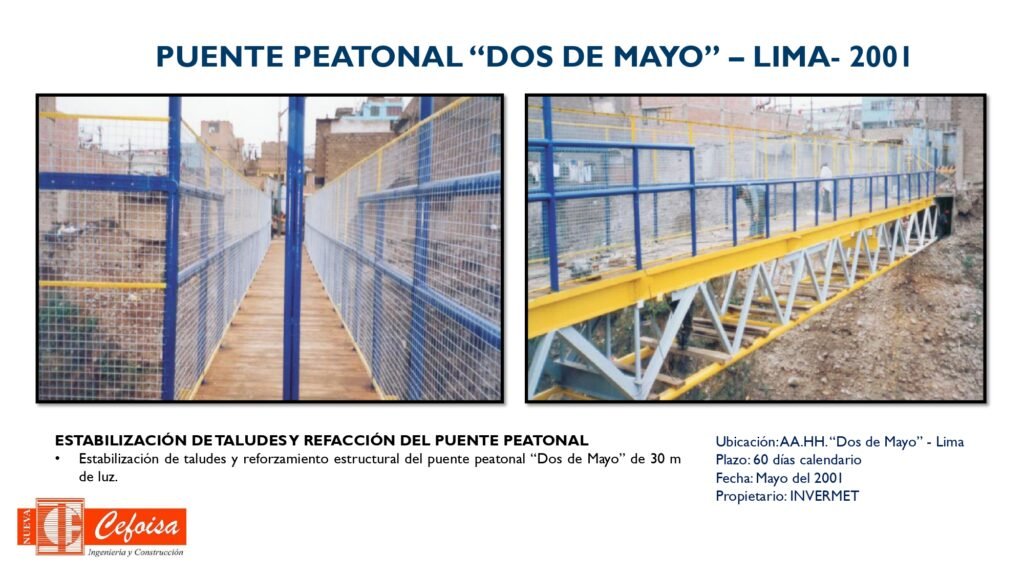 PUENTE PEATONAL “DOS DE MAYO” – LIMA- 2001
ESTABILIZACIÓN DE TALUDES Y REFACCIÓN DEL PUENTE PEATONAL
• Estabilización de taludes y reforzamiento estructural del puente peatonal “Dos de Mayo” de 30 m
de luz.
Ubicación: AA.HH. “Dos de Mayo” - Lima
Plazo: 60 días calendario
Fecha: Mayo del 2001
Propietario: INVERMET
NUEVA
Cefoisa
Ingeniería y Construcción